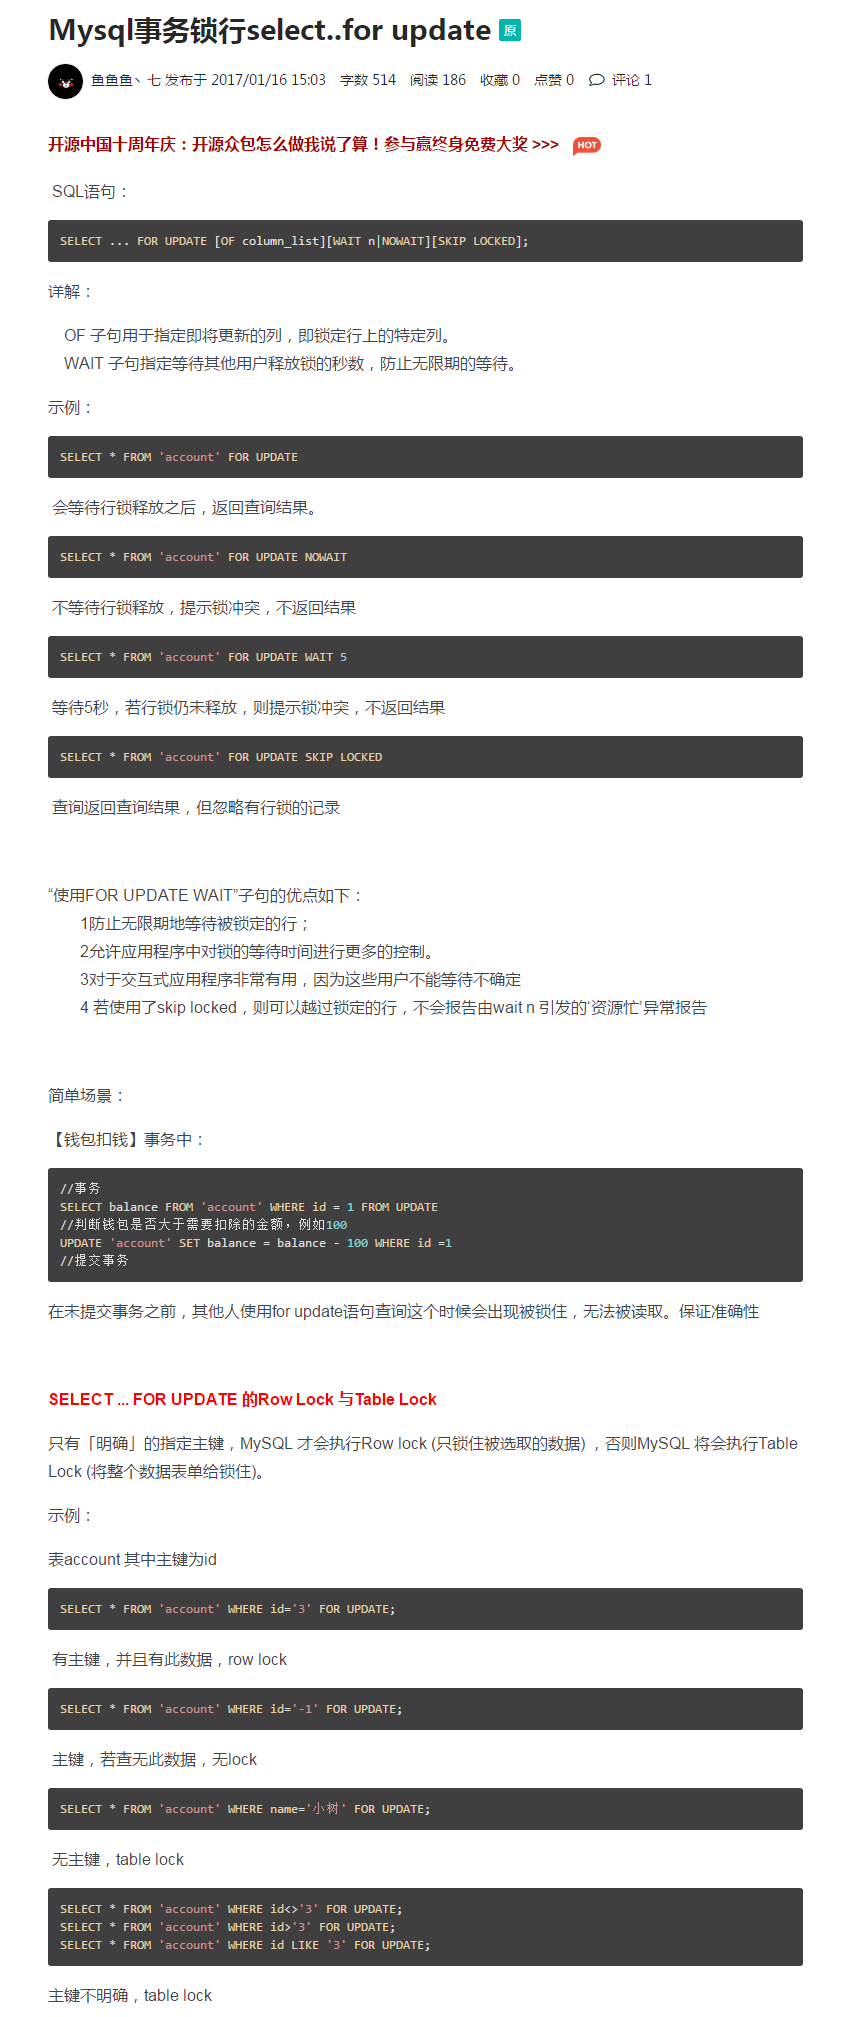 Mysql事务锁行select..for update 原
鱼鱼鱼丶七 发布于 2017/01/16 15:03 字数 514 阅读 186 收藏 0 点赞 0 评论 1
开源中国十周年庆：开源众包怎么做我说了算！参与赢终身免费大奖 >>> HOT
SQL语句：
SELECT ... FOR UPDATE [OF column_list][WAIT n|NOWAIT][SKIP LOCKED];
详解：
OF 子句用于指定即将更新的列，即锁定行上的特定列。
WAIT 子句指定等待其他用户释放锁的秒数，防止无限期的等待。
示例：
SELECT * FROM 'account' FOR UPDATE
会等待行锁释放之后，返回查询结果。
SELECT * FROM 'account' FOR UPDATE NOWAIT
不等待行锁释放，提示锁冲突，不返回结果
SELECT * FROM 'account' FOR UPDATE WAIT 5
等待5秒，若行锁仍未释放，则提示锁冲突，不返回结果
SELECT * FROM 'account' FOR UPDATE SKIP LOCKED
查询返回查询结果，但忽略有行锁的记录
“使用FOR UPDATE WAIT”子句的优点如下：
1防止无限期地等待被锁定的行；
2允许应用程序中对锁的等待时间进行更多的控制。
3对于交互式应用程序非常有用，因为这些用户不能等待不确定
4 若使用了skip locked，则可以越过锁定的行，不会报告由wait n 引发的‘资源忙’异常报告
简单场景：
【钱包扣钱】事务中：
//事务
SELECT balance FROM 'account' WHERE id = 1 FROM UPDATE
//判断钱包是否大于需要扣除的金额，例如100
UPDATE 'account' SET balance = balance - 100 WHERE id =1
//提交事务
在未提交事务之前，其他人使用for update语句查询这个时候会出现被锁住，无法被读取。保证准确性
SELECT ... FOR UPDATE 的Row Lock 与Table Lock
只有「明确」的指定主键，MySQL 才会执行Row lock (只锁住被选取的数据) ，否则MySQL 将会执行Table
Lock (将整个数据表单给锁住)。
示例：
表account 其中主键为id
SELECT * FROM 'account' WHERE id='3' FOR UPDATE;
有主键，并且有此数据，row lock
SELECT * FROM 'account' WHERE id='-1' FOR UPDATE;
主键，若查无此数据，无lock
SELECT * FROM 'account' WHERE name='小树' FOR UPDATE;
无主键，table lock
SELECT * FROM 'account' WHERE id<>'3' FOR UPDATE;
SELECT * FROM 'account' WHERE id>'3' FOR UPDATE;
SELECT * FROM 'account' WHERE id LIKE '3' FOR UPDATE;
主键不明确，table lock